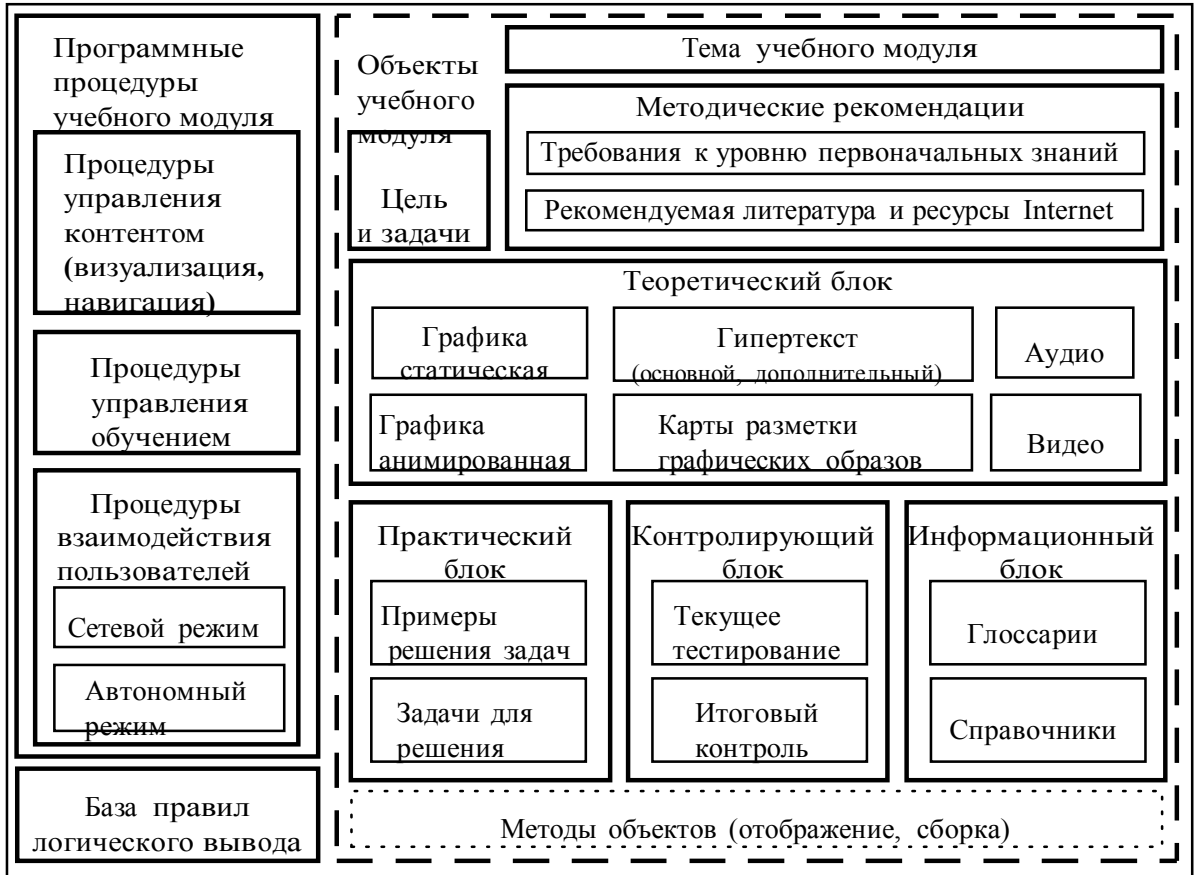 Программные
процедуры
учебного модуля
Процедуры
управления
контентом
(визуализация,
навигация)
Процедуры
управления
обучением
Процедуры
взаимодействия
пользователей
Сетевой режим
Автономный
режим
База правил
логического вывода
Объекты
учебного
модуля
Цель
и задачи
Тема учебного модуля
Методические рекомендации
Требования к уровню первоначальных знаний
Рекомендуемая литература и ресурсы Internet
Теоретический блок
Графика
статическая
Гипертекст
(основной, дополнительный)
Аудио
Графика
анимированная
Карты разметки
графических образов
Видео
Практический
блок
Примеры
решения задач
Задачи для
решения
Контролирующий
блок
Текущее
тестирование
Итоговый
контроль
Информационный
блок
Глоссарии
Справочники
Методы объектов (отображение, сборка)